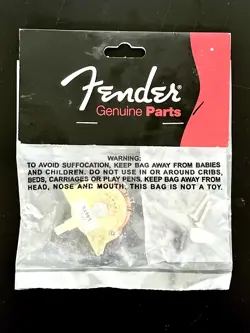 Fender
Genuine Parts
WARNING:
TO AVOID SUFFOCATION, KEEP BAG AWAY FROM BABIES
AND CHILDREN. DO NOT USE IN OR AROUND CRIBS,
BEDS, CARRIAGES OR PLAY PENS. KEEP BAG AWAY FROM
HEAD, NOSE AND MOUTH. THIS BAG IS NOT A TOY.